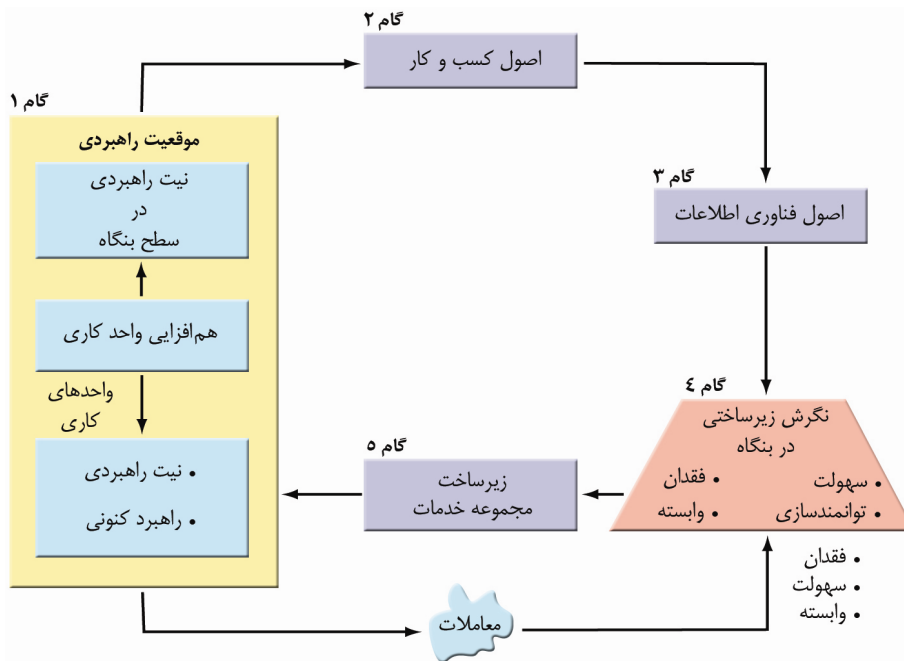 گام ۱
موقعیت راهبردی
نیت راهبردی
در
سطح بنگاه
هم‌افزایی واحد کاری
واحدهای
کاری
• نیت راهبردی
• راهبرد کنونی
گام ۲
اصول کسب و کار
گام ۳
اصول فناوری اطلاعات
گام ٤
نگرش زیرساختی
در بنگاه
• سهولت
• توانمندسازی
• فقدان
• وابسته
گام ٥
زیرساخت
مجموعه خدمات
معاملات
• فقدان
• سهولت
• وابسته